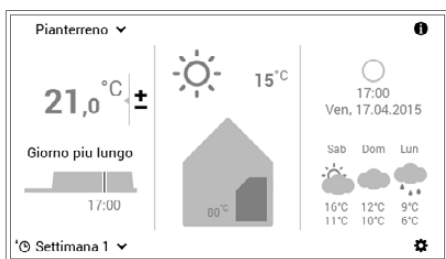 Pianterreno
21,0 °C ±
Giorno piu lungo
17:00
Settimana 1
15°C
00°C
17:00
Ven, 17.04.2015
Sab Dom Lun
16°C 12°C 9°C
11°C 10°C 6°C